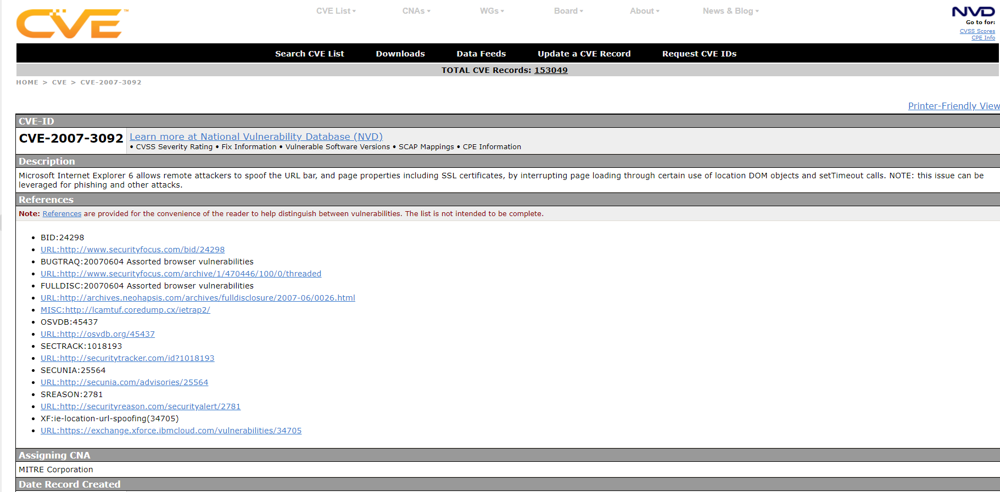 CVE™
CVE List▾ CNAs▾ WGs▾ Board▾ About▾ News & Blog▾
NVD
Go to for:
CVSS Scores
CPE Info
Search CVE List Downloads Data Feeds Update a CVE Record Request CVE IDs
TOTAL CVE Records: 153049
HOME > CVE > CVE-2007-3092
Printer-Friendly View
CVE-ID
CVE-2007-3092
Learn more at National Vulnerability Database (NVD)
• CVSS Severity Rating • Fix Information • Vulnerable Software Versions • SCAP Mappings • CPE Information
Description
Microsoft Internet Explorer 6 allows remote attackers to spoof the URL bar, and page properties including SSL certificates, by interrupting page loading through certain use of location DOM objects and setTimeout calls. NOTE: this issue can be
leveraged for phishing and other attacks.
References
Note: References are provided for the convenience of the reader to help distinguish between vulnerabilities. The list is not intended to be complete.
• BID:24298
• URL:http://www.securityfocus.com/bid/24298
• BUGTRAQ:20070604 Assorted browser vulnerabilities
• URL:http://www.securityfocus.com/archive/1/470446/100/0/threaded
• FULLDISC:20070604 Assorted browser vulnerabilities
• URL:http://archives.neohapsis.com/archives/fulldisclosure/2007-06/0026.html
• MISC:http://lcamtuf.coredump.cx/ietrap2/
• OSVDB:45437
• URL:http://osvdb.org/45437
• SECTRACK:1018193
• URL:http://securitytracker.com/id?1018193
• SECUNIA:25564
• URL:http://secunia.com/advisories/25564
• SREASON:2781
• URL:http://securityreason.com/securityalert/2781
• XF:ie-location-url-spoofing(34705)
• URL:https://exchange.xforce.ibmcloud.com/vulnerabilities/34705
Assigning CNA
MITRE Corporation
Date Record Created